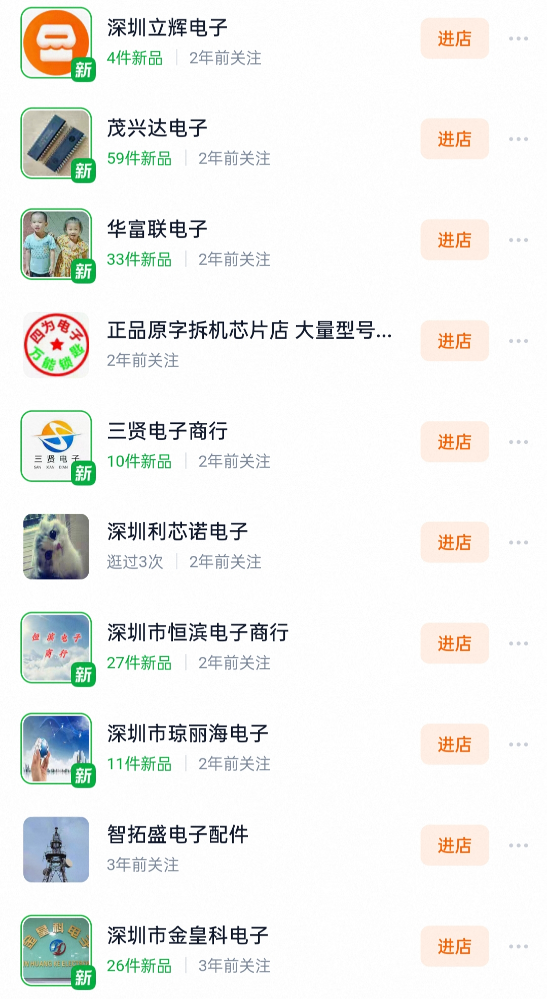 深圳立辉电子
进店
4件新品 2年前关注
新
茂兴达电子
进店
59件新品 2年前关注
新
华富联电子
进店
33件新品 2年前关注
新
四为电子
万能锁匙
正品原字拆机芯片店 大量型号...
进店
2年前关注
三贤电子商行
进店
三贤电子
SAN XIAN DIAN
10件新品 2年前关注
新
深圳利芯诺电子
进店
逛过3次 2年前关注
深圳市恒滨电子商行
进店
恒滨电子
商行
27件新品 2年前关注
新
深圳市琼丽海电子
进店
11件新品 2年前关注
新
智拓盛电子配件
进店
3年前关注
深圳市金皇科电子
进店
金皇科电子
N HUANG KE ELECTRON
26件新品 3年前关注
新